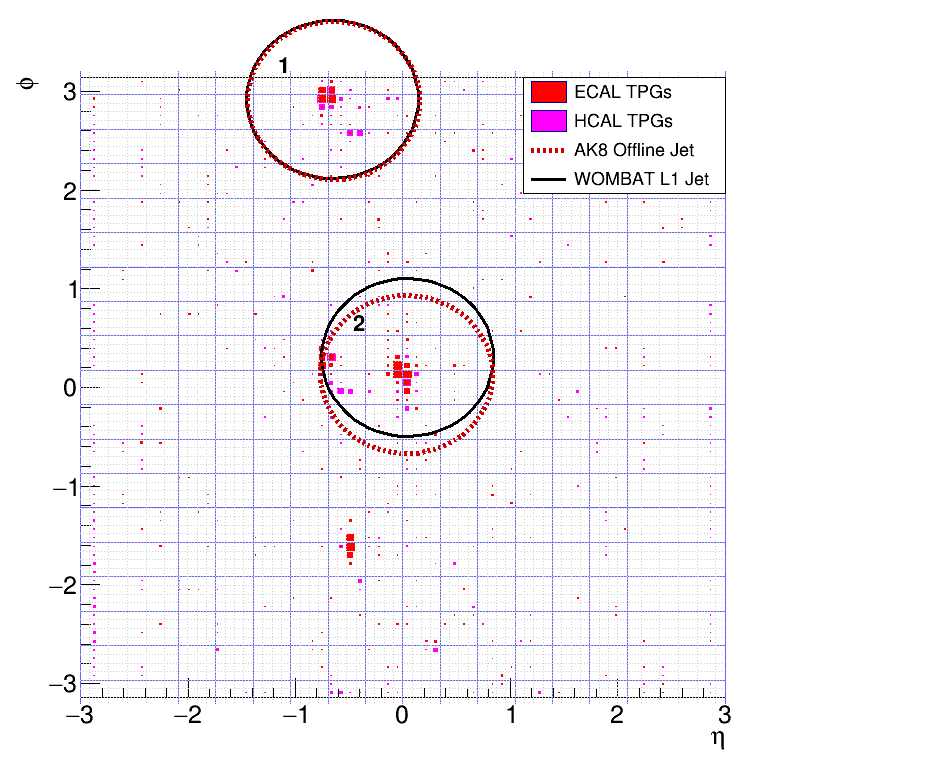 1
ϕ
3
2
1
0
−1
−2
−3
ECAL TPGs
HCAL TPGs
AK8 Offline Jet
WOMBAT L1 Jet
2
−3 −2 −1 0 1 2 3
η